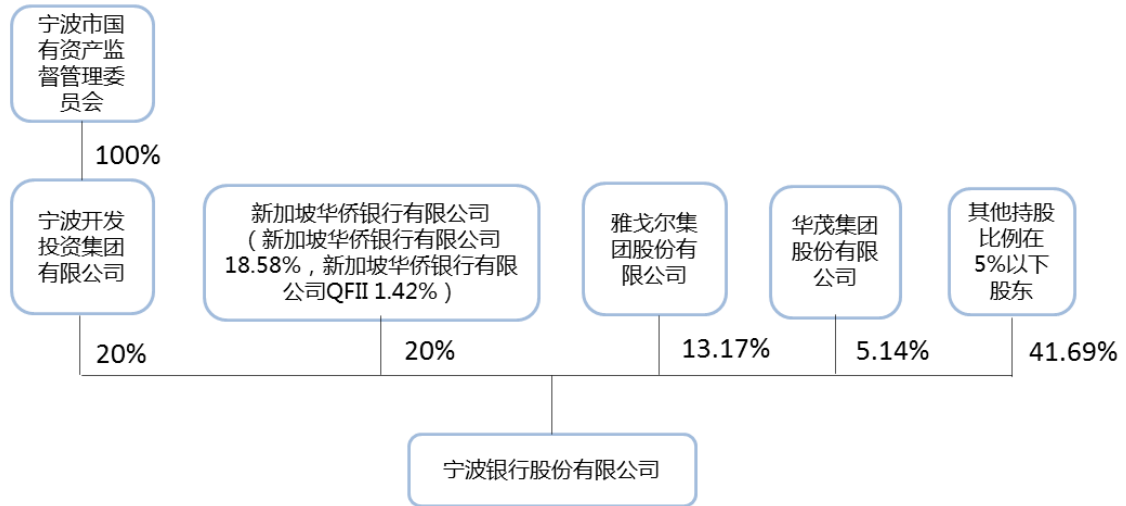 宁波市国
有资产监
督管理委
员会
100%
宁波开发
投资集团
有限公司
新加坡华侨银行有限公司
（新加坡华侨银行有限公司
18.58%，新加坡华侨银行有限
公司QFII 1.42%）
雅戈尔集
团股份有
限公司
华茂集团
股份有限
公司
其他持股
比例在
5%以下
股东
20%
20%
13.17%
5.14%
41.69%
宁波银行股份有限公司